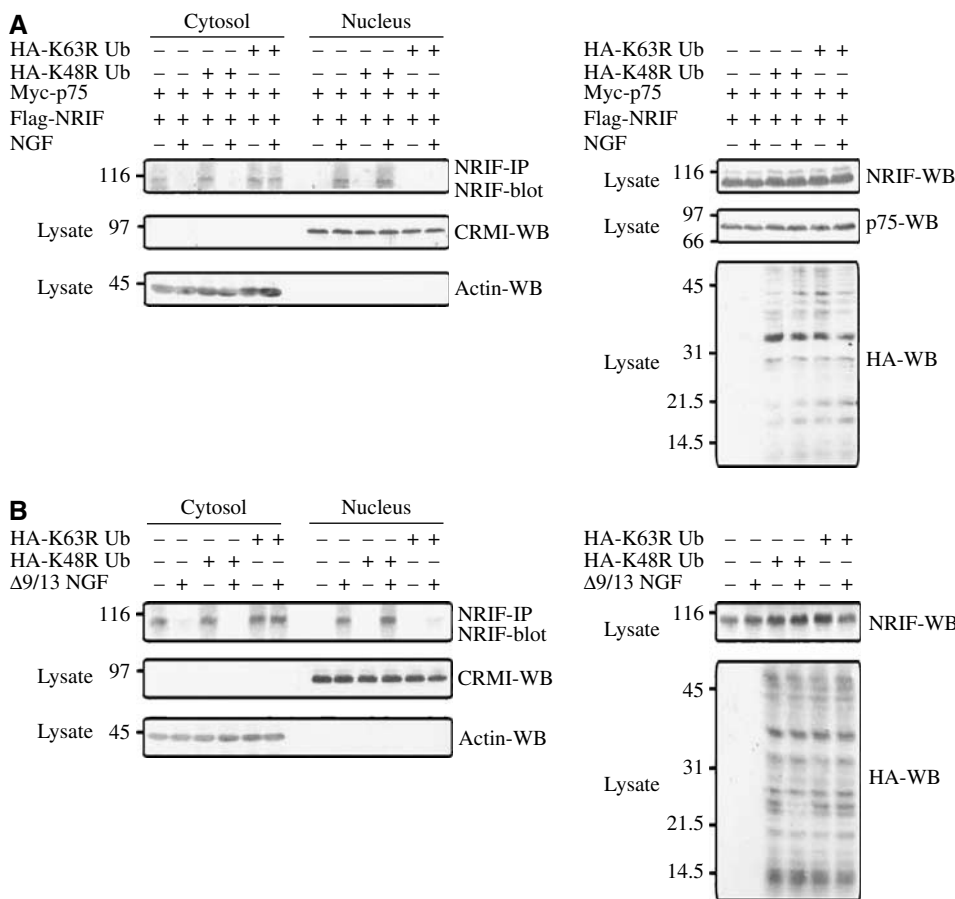 A
Cytosol Nucleus
HA-K63R Ub – – – – + + – – – – + +
HA-K48R Ub – – + + – – – – + + – –
Myc-p75 + + + + + + + + + + + +
Flag-NRIF + + + + + + + + + + + +
NGF – + – + – + – + – + – +
116 NRIF-IP
NRIF-blot
Lysate 97 CRMI-WB
Lysate 45 Actin-WB
HA-K63R Ub – – – – + +
HA-K48R Ub – – + + – –
Myc-p75 + + + + + +
Flag-NRIF + + + + + +
NGF – + – + – +
Lysate 116 NRIF-WB
Lysate 97 p75-WB
66
45
Lysate 31 HA-WB
21.5
14.5
B
Cytosol Nucleus
HA-K63R Ub – – – – + + – – – – + +
HA-K48R Ub – – + + – – – – + + – –
Δ9/13 NGF – + – + – + – + – + – +
116 NRIF-IP
NRIF-blot
Lysate 97 CRMI-WB
Lysate 45 Actin-WB
HA-K63R Ub – – – – + +
HA-K48R Ub – – + + – –
Δ9/13 NGF – + – + – +
Lysate 116 NRIF-WB
45
Lysate 31 HA-WB
21.5
14.5